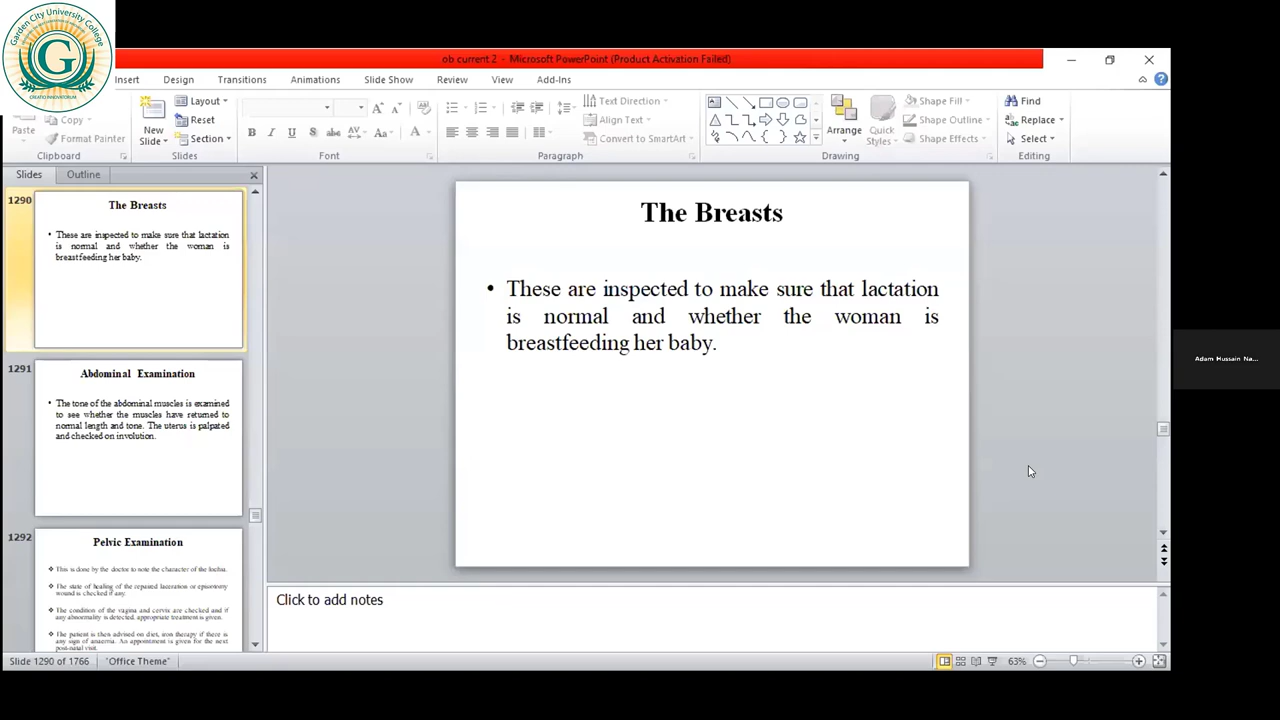 Garden City University College
G
ob current 2 - Microsoft PowerPoint (Product Activation Failed)
Insert Design Transitions Animations Slide Show Review View Add-Ins
Paste
Copy
Format Painter
Clipboard
New
Slide
Layout
Reset
Section
Slides
Font
Text Direction
Align Text
Convert to SmartArt
Paragraph
Arrange
Quick
Styles
Shape Fill
Shape Outline
Shape Effects
Drawing
Find
Replace
Select
Editing
Slides Outline
1290
The Breasts
• These are inspected to make sure that lactation
is normal and whether the woman is
breastfeeding her baby.
1291
Abdominal Examination
• The tone of the abdominal muscles is examined
to see whether the muscles have returned to
normal length and tone. The uterus is palpated
and checked on involution.
1292
Pelvic Examination
❖ This is done by the doctor to note the character of the lochia.
❖ The state of healing of the repaired laceration or episiotomy
wound is checked if any.
❖ The condition of the vagina and cervix are checked and if
any abnormality is detected, appropriate treatment is given.
❖ The patient is then advised on diet, iron therapy if there is
any sign of anaemia. An appointment is given for the next
post-natal visit.
The Breasts
• These are inspected to make sure that lactation
is normal and whether the woman is
breastfeeding her baby.
Click to add notes
Adam Hussain Na...
Slide 1290 of 1766 "Office Theme" 63%